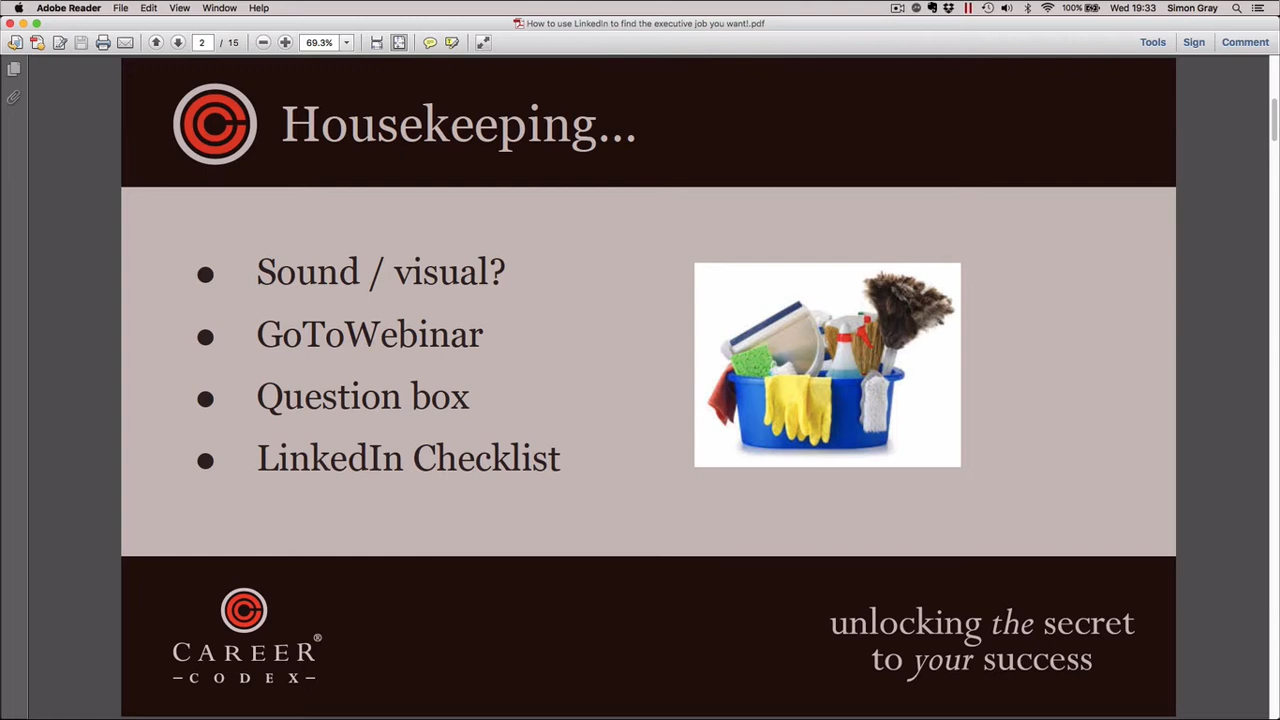 Adobe Reader File Edit View Window Help 100% Wed 19:33 Simon Gray
How to use LinkedIn to find the executive job you want!.pdf
2 / 15 69.3% Tools Sign Comment
Housekeeping...
● Sound / visual?
● GoToWebinar
● Question box
● LinkedIn Checklist
CAREER®
–CODEX–
unlocking the secret
to your success